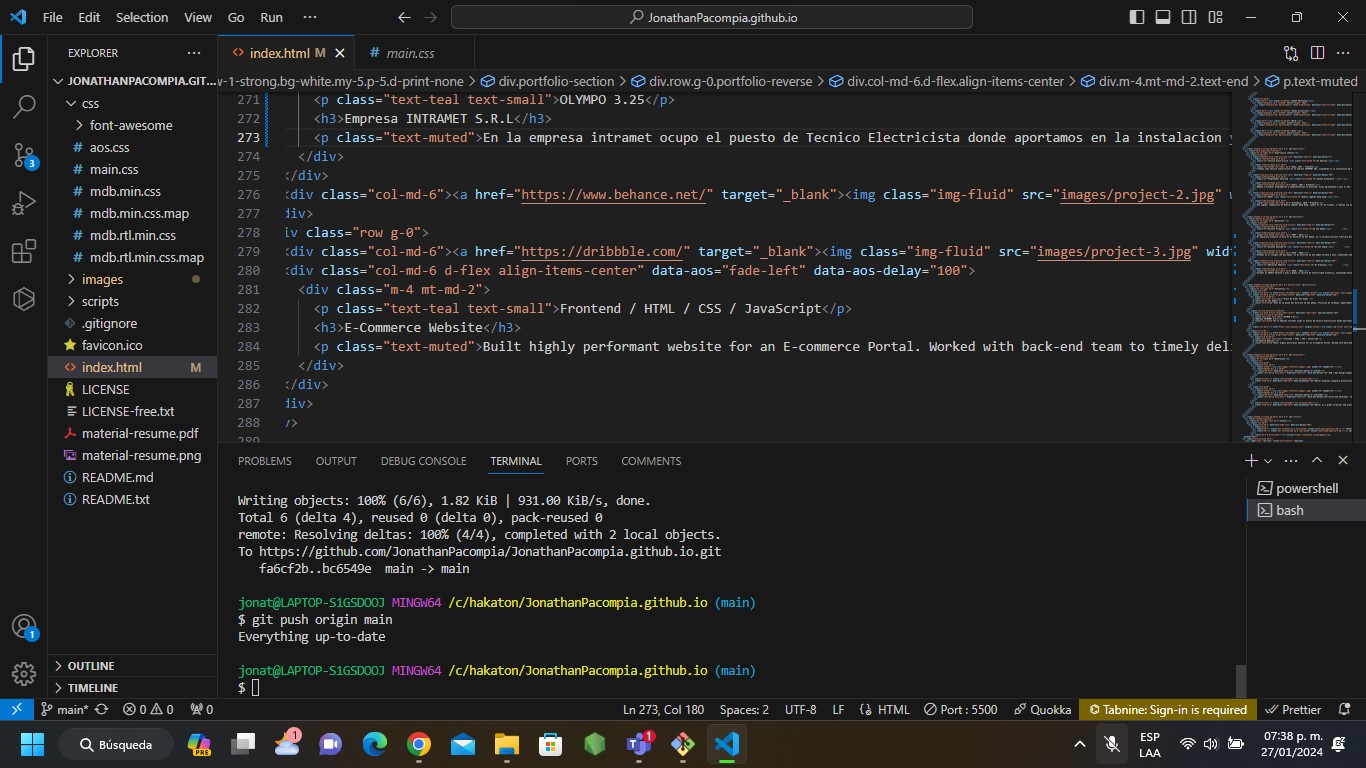 File Edit Selection View Go Run ··· JonathanPacompia.github.io
EXPLORER ···
index.html M
main.css
JONATHANPACOMPIA.GIT...
v-1-strong.bg-white.my-5.p-5.d-print-none > div.portfolio-section > div.row.g-0.portfolio-reverse > div.col-md-6.d-flex.align-items-center > div.m-4.mt-md-2.text-end > p.text-muted
css
font-awesome
aos.css
main.css
mdb.min.css
mdb.min.css.map
mdb.rtl.min.css
mdb.rtl.min.css.map
images
scripts
.gitignore
favicon.ico
index.html M
LICENSE
LICENSE-free.txt
material-resume.pdf
material-resume.png
README.md
README.txt
OUTLINE
TIMELINE
3
1
271 <p class="text-teal text-small">OLYMPO 3.25</p>
272 <h3>Empresa INTRAMET S.R.L</h3>
273 <p class="text-muted">En la empresa intramet ocupo el puesto de Tecnico Electricista donde aportamos en la instalacion y
274 </div>
275 </div>
276 <div class="col-md-6"><a href="https://www.behance.net/" target="_blank"><img class="img-fluid" src="images/project-2.jpg" w
277 div>
278 iv class="row g-0">
279 <div class="col-md-6"><a href="https://dribbble.com/" target="_blank"><img class="img-fluid" src="images/project-3.jpg" widt
280 <div class="col-md-6 d-flex align-items-center" data-aos="fade-left" data-aos-delay="100">
281 <div class="m-4 mt-md-2">
282 <p class="text-teal text-small">Frontend / HTML / CSS / JavaScript</p>
283 <h3>E-Commerce Website</h3>
284 <p class="text-muted">Built highly performant website for an E-commerce Portal. Worked with back-end team to timely deli
285 </div>
286 </div>
287 div>
288 />
289
PROBLEMS OUTPUT DEBUG CONSOLE TERMINAL PORTS COMMENTS
powershell
bash
Writing objects: 100% (6/6), 1.82 KiB | 931.00 KiB/s, done.
Total 6 (delta 4), reused 0 (delta 0), pack-reused 0
remote: Resolving deltas: 100% (4/4), completed with 2 local objects.
To https://github.com/JonathanPacompia/JonathanPacompia.github.io.git
fa6cf2b..bc6549e main -> main
jonat@LAPTOP-S1GSDOOJ MINGW64 /c/hakaton/JonathanPacompia.github.io (main)
$ git push origin main
Everything up-to-date
jonat@LAPTOP-S1GSDOOJ MINGW64 /c/hakaton/JonathanPacompia.github.io (main)
$
main* 0 0 0 Ln 273, Col 180 Spaces: 2 UTF-8 LF HTML Port : 5500 Quokka Tabnine: Sign-in is required Prettier
Búsqueda
PRE
1
1
ESP
LAA
07:38 p. m.
27/01/2024